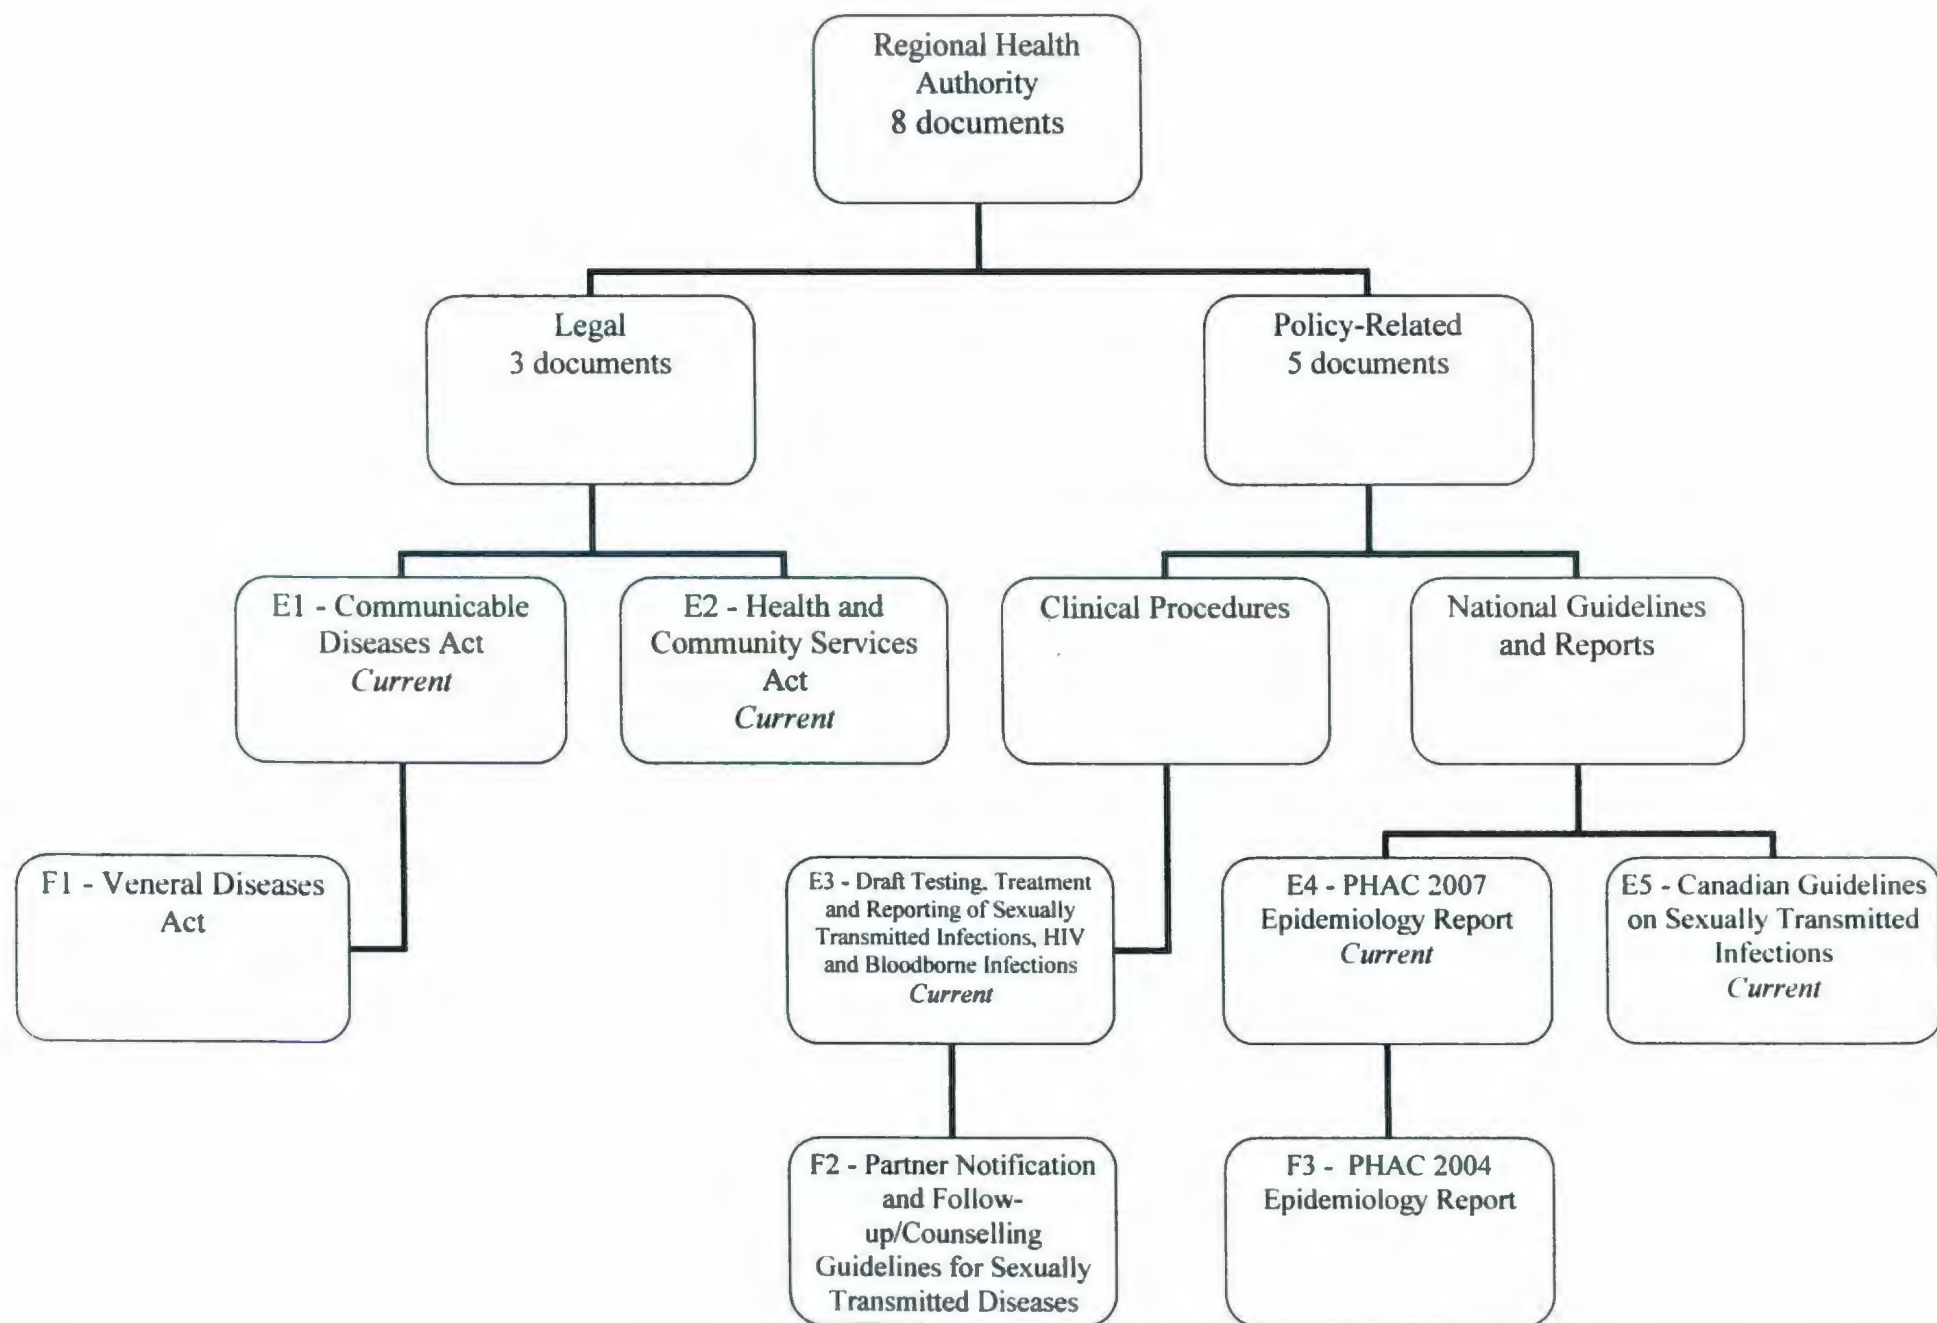 Regional Health
Authority
8 documents
Legal
3 documents
Policy-Related
5 documents
E1 - Communicable
Diseases Act
Current
E2 - Health and
Community Services
Act
Current
Clinical Procedures
National Guidelines
and Reports
F1 - Veneral Diseases
Act
E3 - Draft Testing. Treatment
and Reporting of Sexually
Transmitted Infections, HIV
and Bloodborne Infections
Current
E4 - PHAC 2007
Epidemiology Report
Current
E5 - Canadian Guidelines
on Sexually Transmitted
Infections
Current
F2 - Partner Notification
and Follow-
up/Counselling
Guidelines for Sexually
Transmitted Diseases
F3 - PHAC 2004
Epidemiology Report